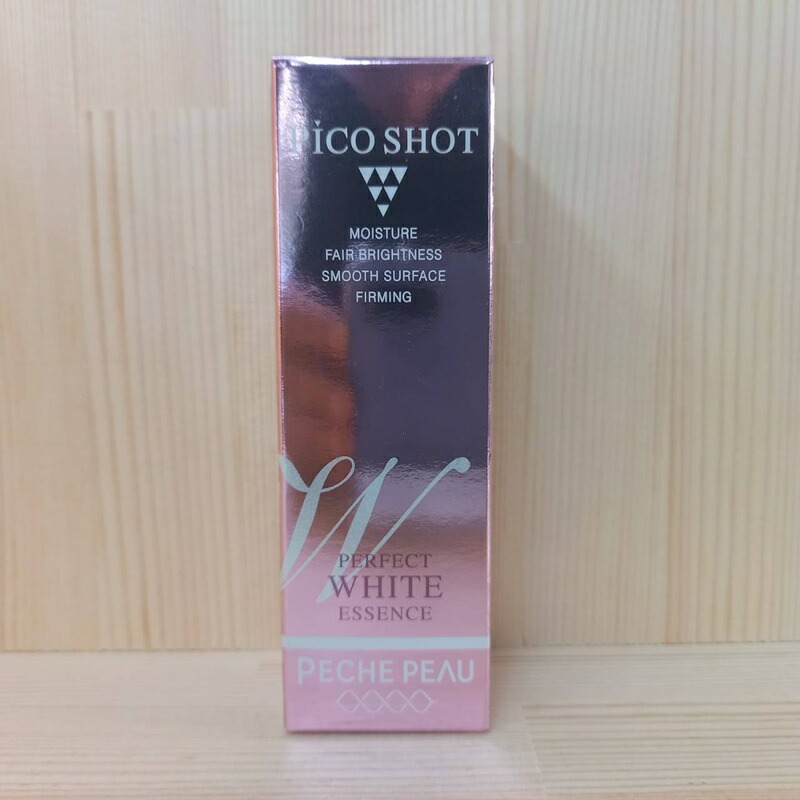 PICO SHOT
MOISTURE
FAIR BRIGHTNESS
SMOOTH SURFACE
FIRMING
W
PERFECT
WHITE
ESSENCE
PECHE PEAU